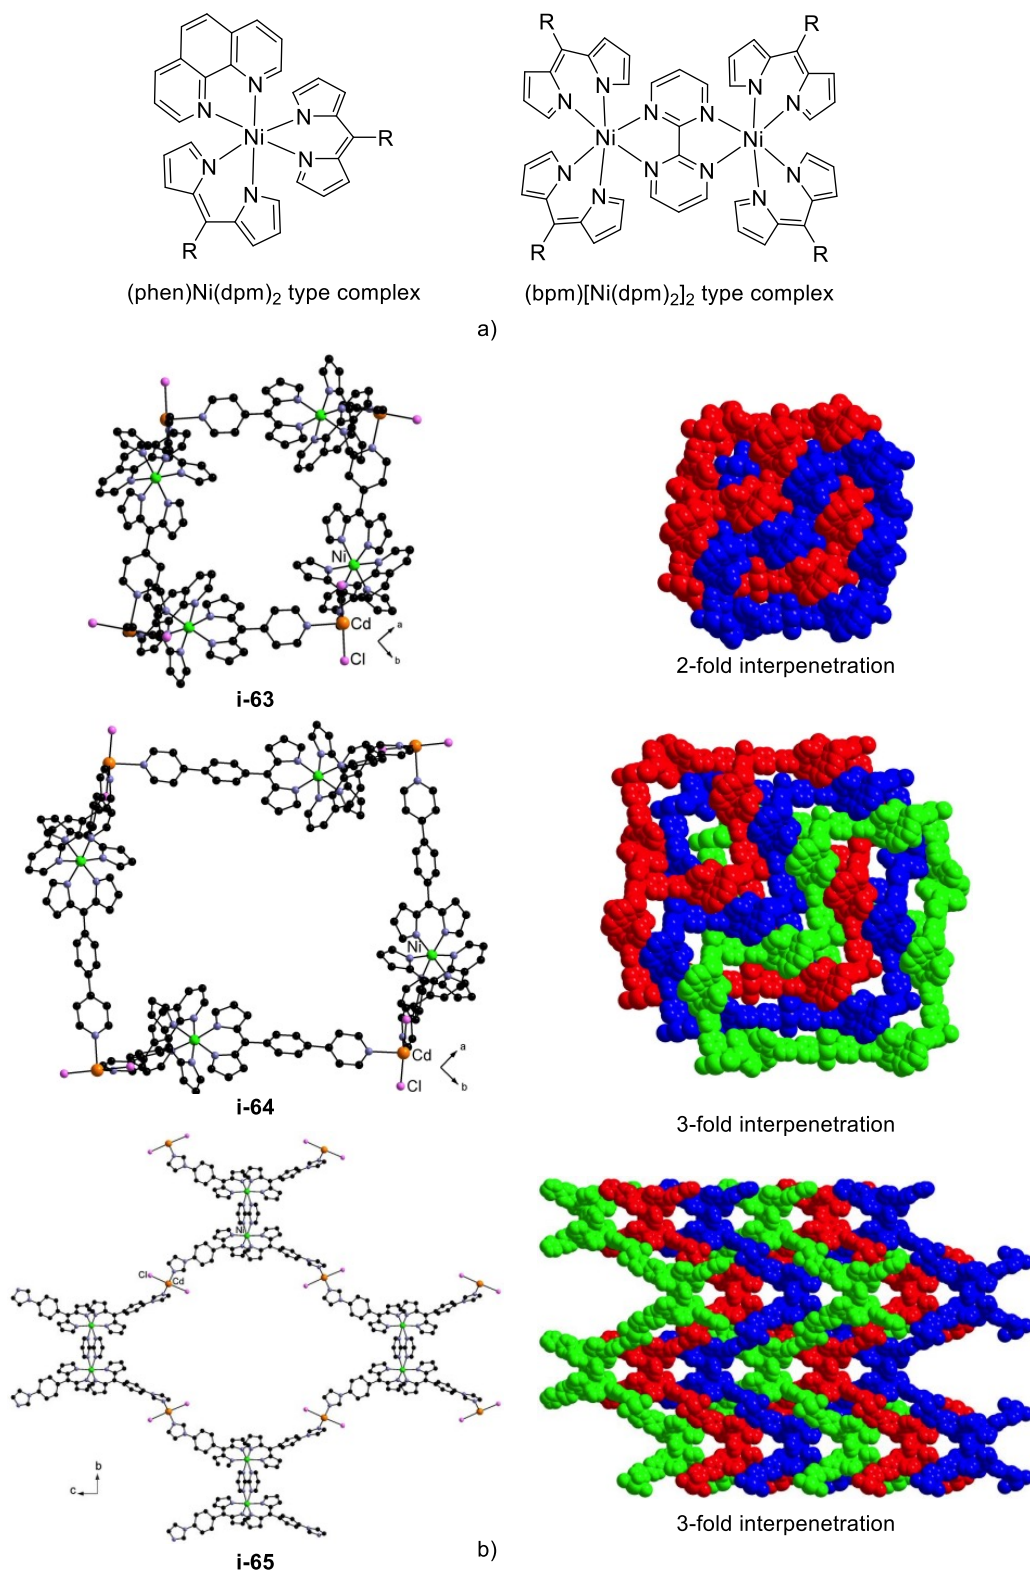 R
R
R
N
N
N
N
N
N
N
N
Ni
N
R
Ni
Ni
N
N
N
N
N
N
N
N
N
R
R
R
(phen)Ni(dpm)2 type complex
(bpm)[Ni(dpm)2]2 type complex
a)
Ni
Cd
a
Cl
b
2-fold interpenetration
i-63
Ni
Cd
a
Cl
b
i-64
3-fold interpenetration
Ni
Cl
Cd
b
c
3-fold interpenetration
b)
i-65